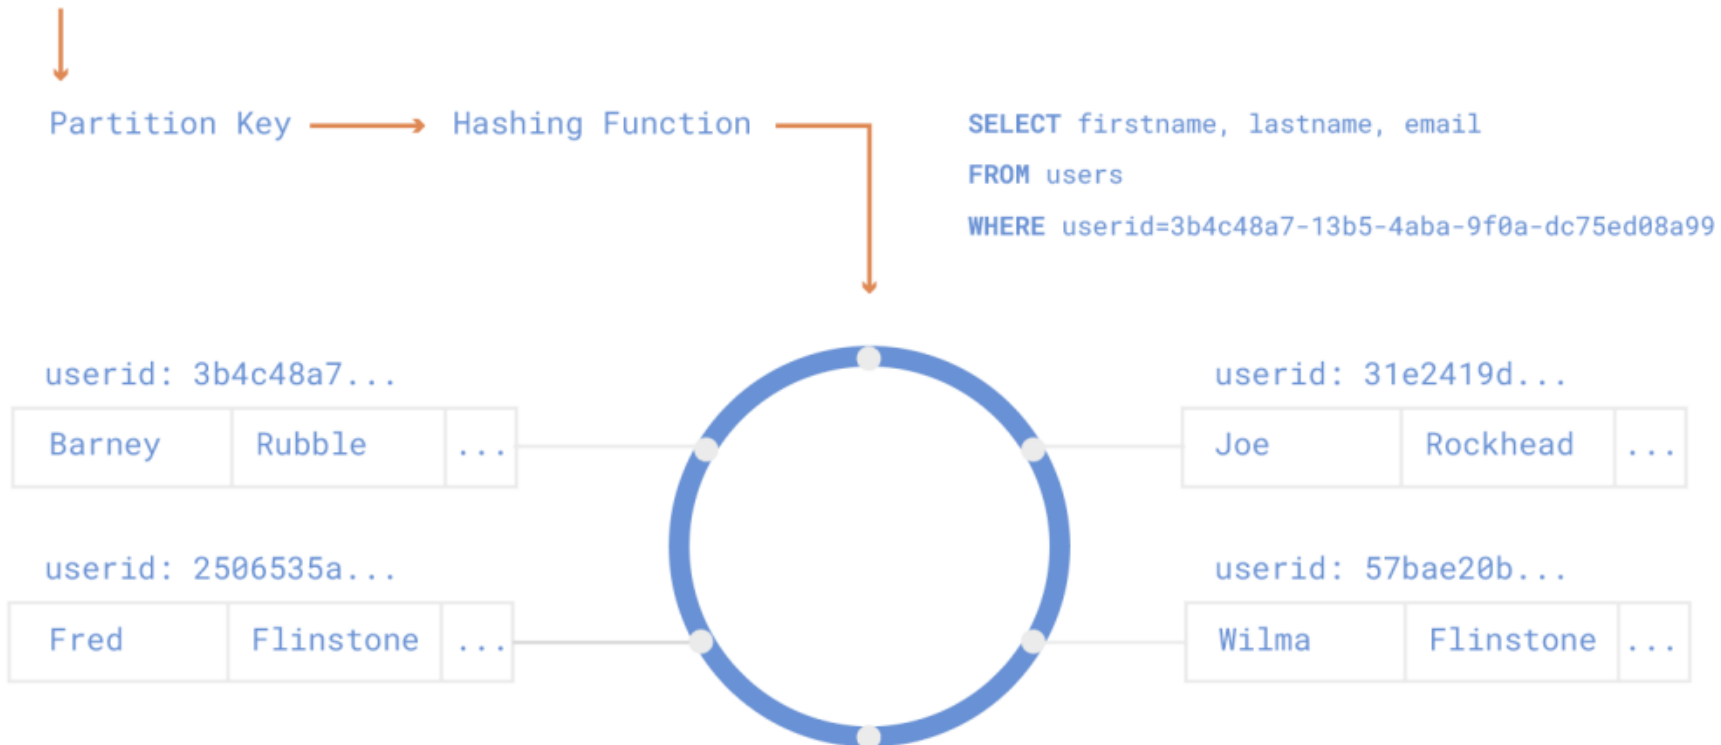 Partition Key
Hashing Function
SELECT firstname, lastname, email
FROM users
WHERE userid=3b4c48a7-13b5-4aba-9f0a-dc75ed08a99
userid: 3b4c48a7...
Barney Rubble ...
userid: 31e2419d...
Joe Rockhead ...
userid: 2506535a...
Fred Flinstone ...
userid: 57bae20b...
Wilma Flinstone ...